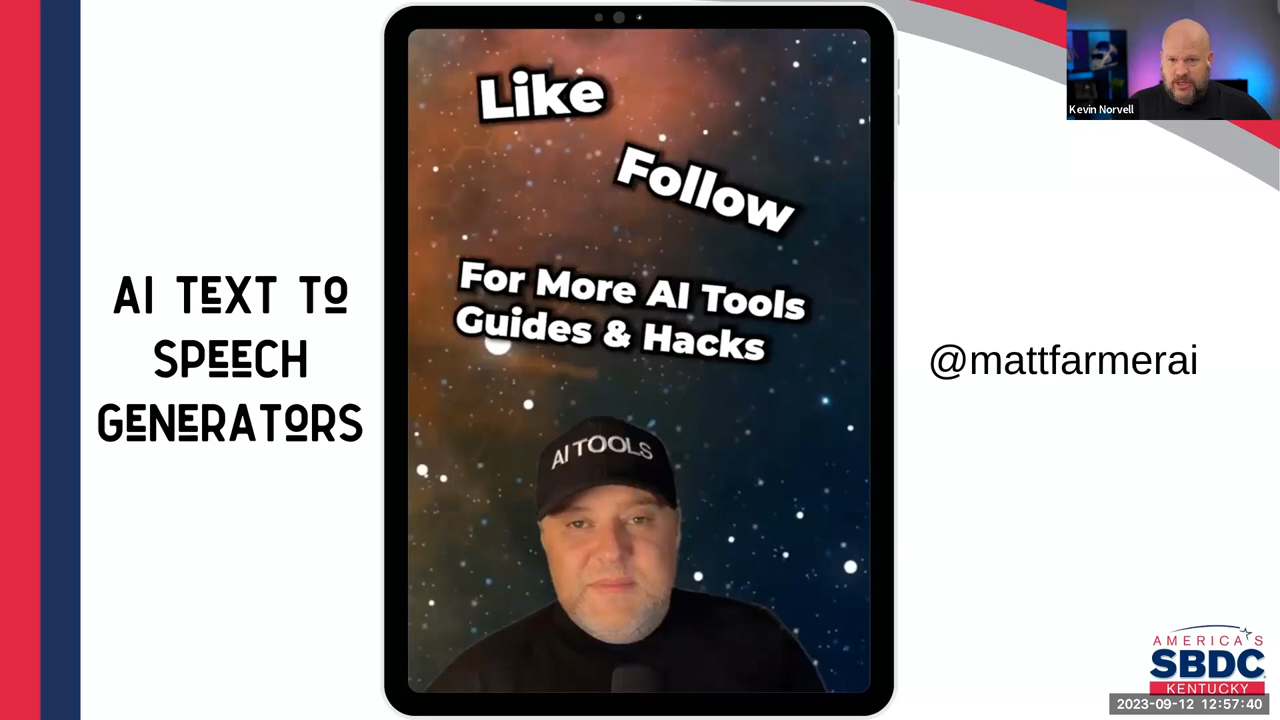 AI TEXT TO
SPEECH
GENERATORS
Like
Follow
For More AI Tools
Guides & Hacks
AI TOOLS
@mattfarmerai
Kevin Norvell
AMERICA'S
SBDC
KENTUCKY
2023-09-12 12:57:40